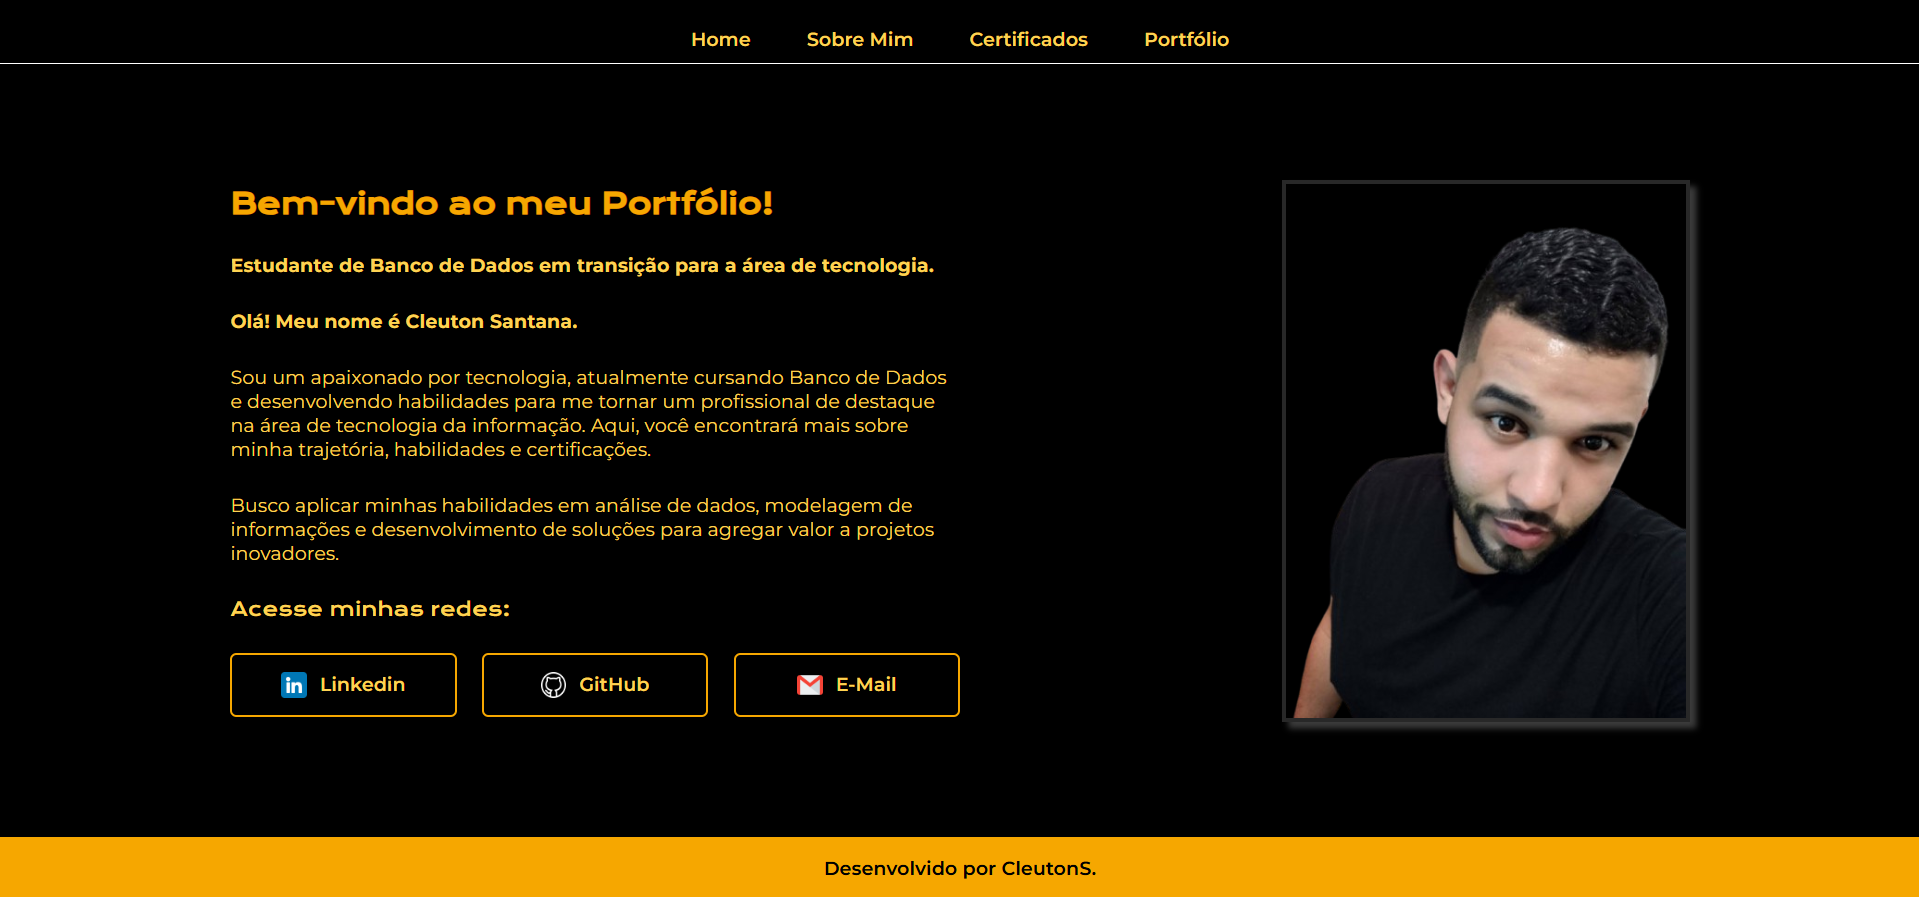 Home Sobre Mim Certificados Portfólio
Bem-vindo ao meu Portfólio!
Estudante de Banco de Dados em transição para a área de tecnologia.
Olá! Meu nome é Cleuton Santana.
Sou um apaixonado por tecnologia, atualmente cursando Banco de Dados
e desenvolvendo habilidades para me tornar um profissional de destaque
na área de tecnologia da informação. Aqui, você encontrará mais sobre
minha trajetória, habilidades e certificações.
Busco aplicar minhas habilidades em análise de dados, modelagem de
informações e desenvolvimento de soluções para agregar valor a projetos
inovadores.
Acesse minhas redes:
in Linkedin GitHub E-Mail
Desenvolvido por CleutonS.